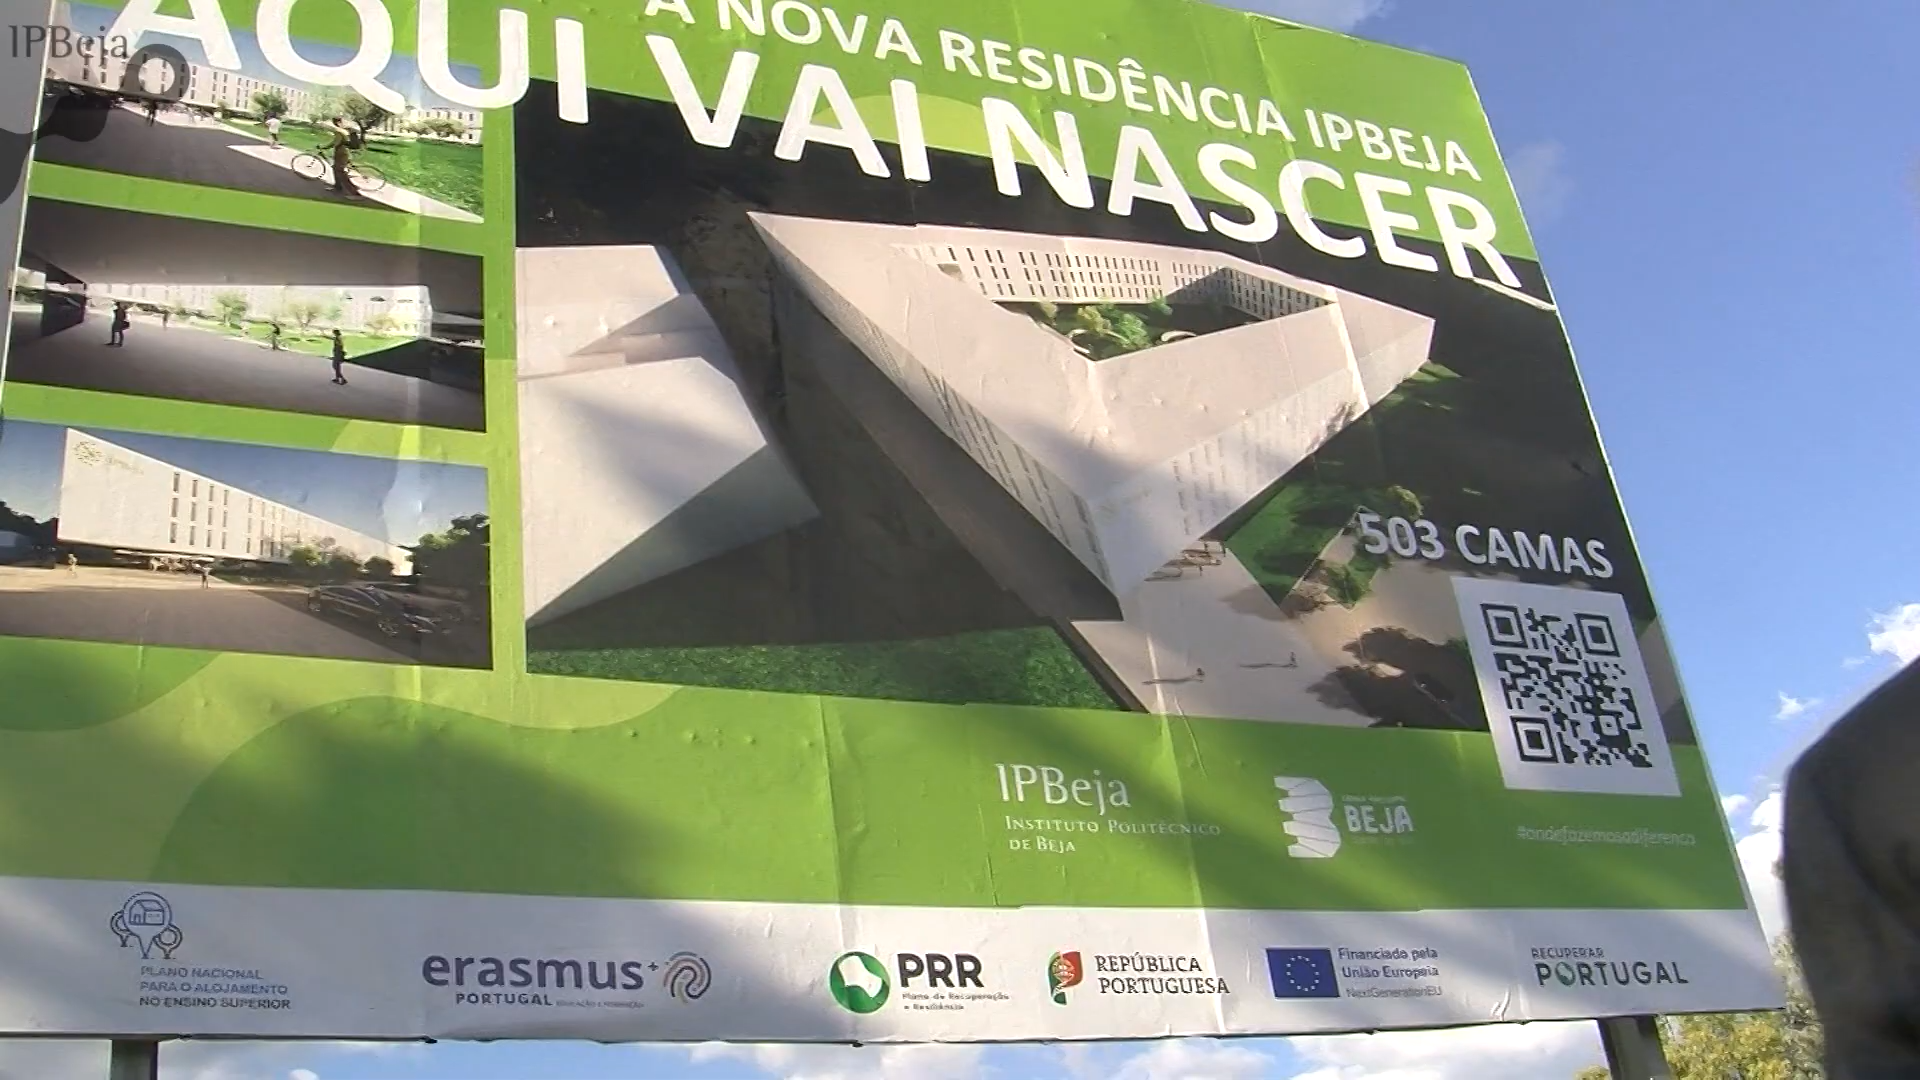 IPBeja
AQUI VAI NASCER
A NOVA RESIDÊNCIA IPBEJA
503 CAMAS
IPBeja
INSTITUTO POLITÉCNICO
DE BEJA
BEJA
#ondefazemosadiferenca
PLANO NACIONAL
PARA O ALOJAMENTO
NO ENSINO SUPERIOR
erasmus+
PORTUGAL
PRR
Plano de Recuperação
e Resiliência
REPÚBLICA
PORTUGUESA
Financiado pela
União Europeia
NextGenerationEU
RECUPERAR
PORTUGAL